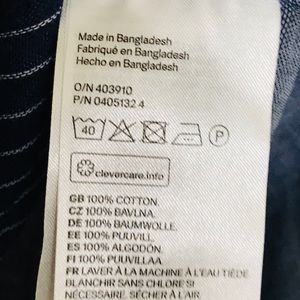 Made in Bangladesh
Fabriqué en Bangladesh
Hecho en Bangladesh
O/N 403910
P/N 0405132 4
40 P
clevercare.info
GB 100% COTTON.
CZ 100% BAVLNA.
DE 100% BAUMWOLLE.
EE 100% PUUVILL.
ES 100% ALGODÓN.
FI 100% PUUVILLAA.
FR LAVER À LA MACHINE À L'EAU TIÈDE
BLANCHIR SANS CHLORE SI
NÉCESSAIRE. SÉCHER À L'AIR